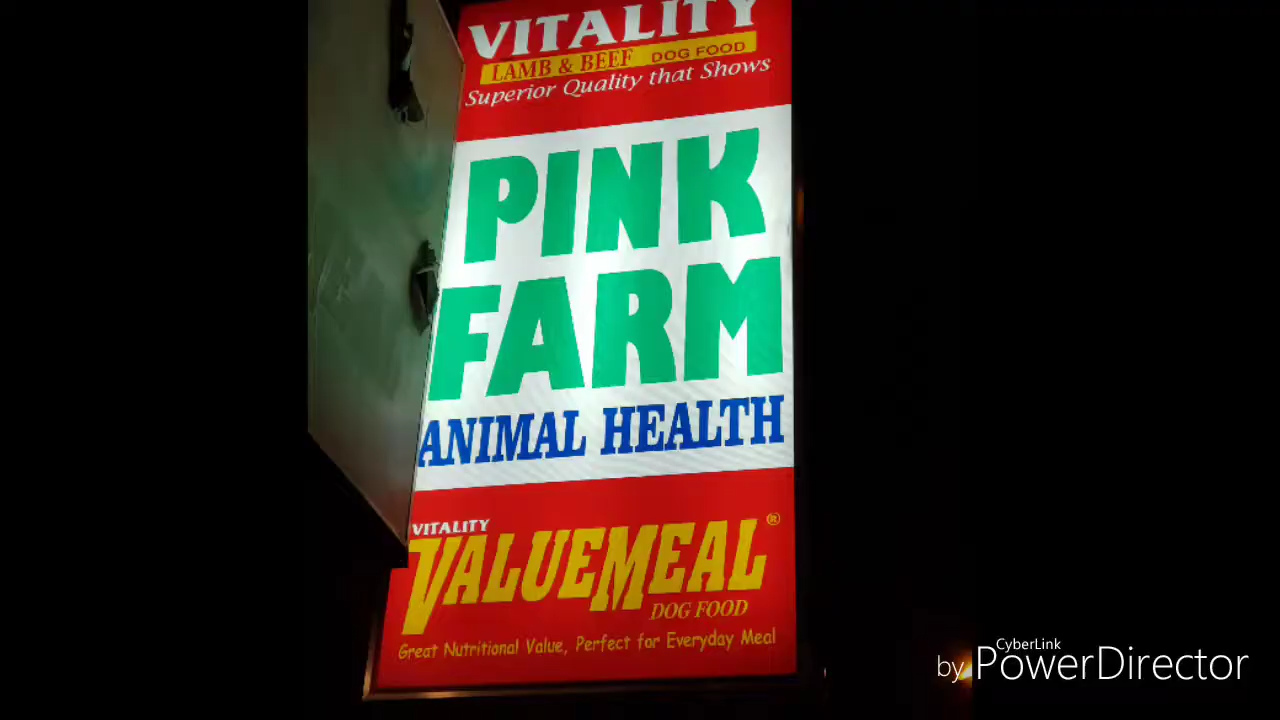 VITALITY
LAMB & BEEF DOG FOOD
Superior Quality that Shows
PINK
FARM
ANIMAL HEALTH
VITALITY
VALUEMEAL®
DOG FOOD
Great Nutritional Value, Perfect for Everyday Meal
CyberLink
by PowerDirector